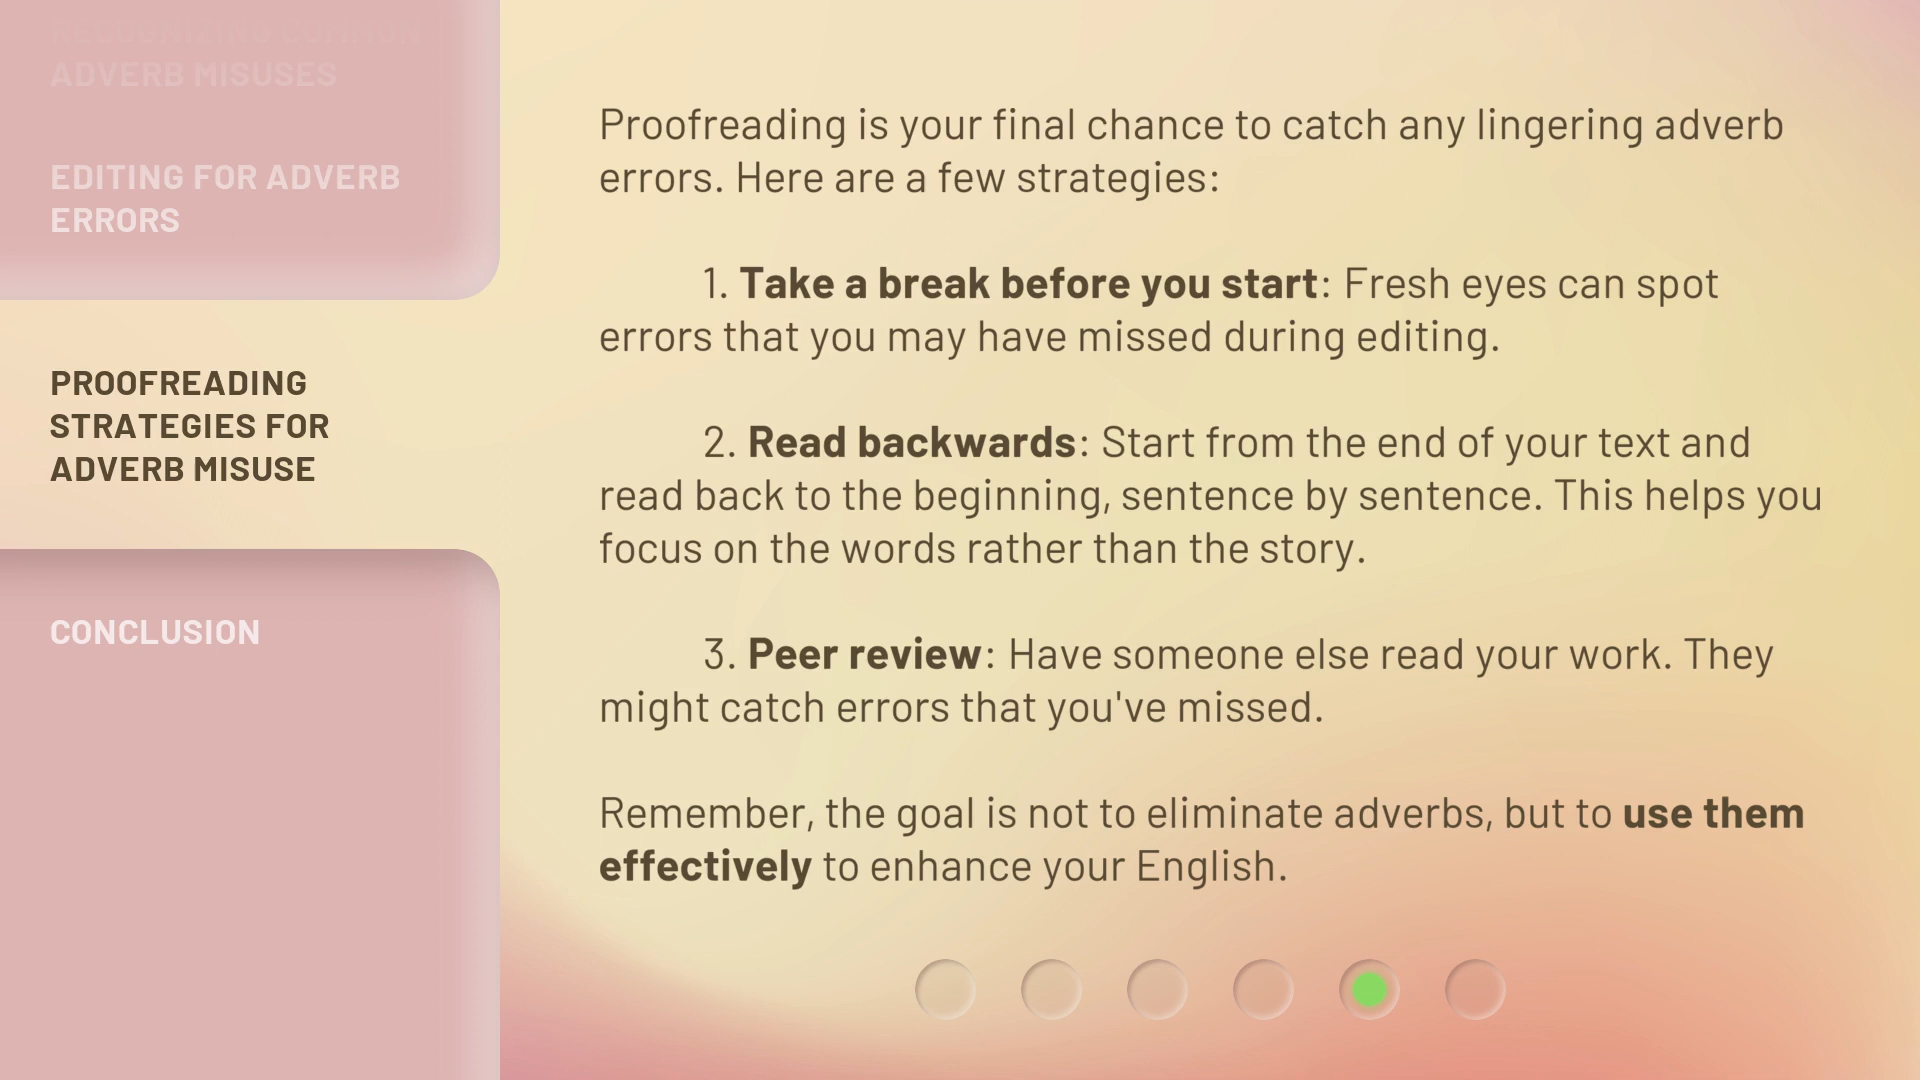 RECOGNIZING COMMON
ADVERB MISUSES
EDITING FOR ADVERB
ERRORS
PROOFREADING
STRATEGIES FOR
ADVERB MISUSE
CONCLUSION
Proofreading is your final chance to catch any lingering adverb
errors. Here are a few strategies:
1. Take a break before you start: Fresh eyes can spot
errors that you may have missed during editing.
2. Read backwards: Start from the end of your text and
read back to the beginning, sentence by sentence. This helps you
focus on the words rather than the story.
3. Peer review: Have someone else read your work. They
might catch errors that you've missed.
Remember, the goal is not to eliminate adverbs, but to use them
effectively to enhance your English.